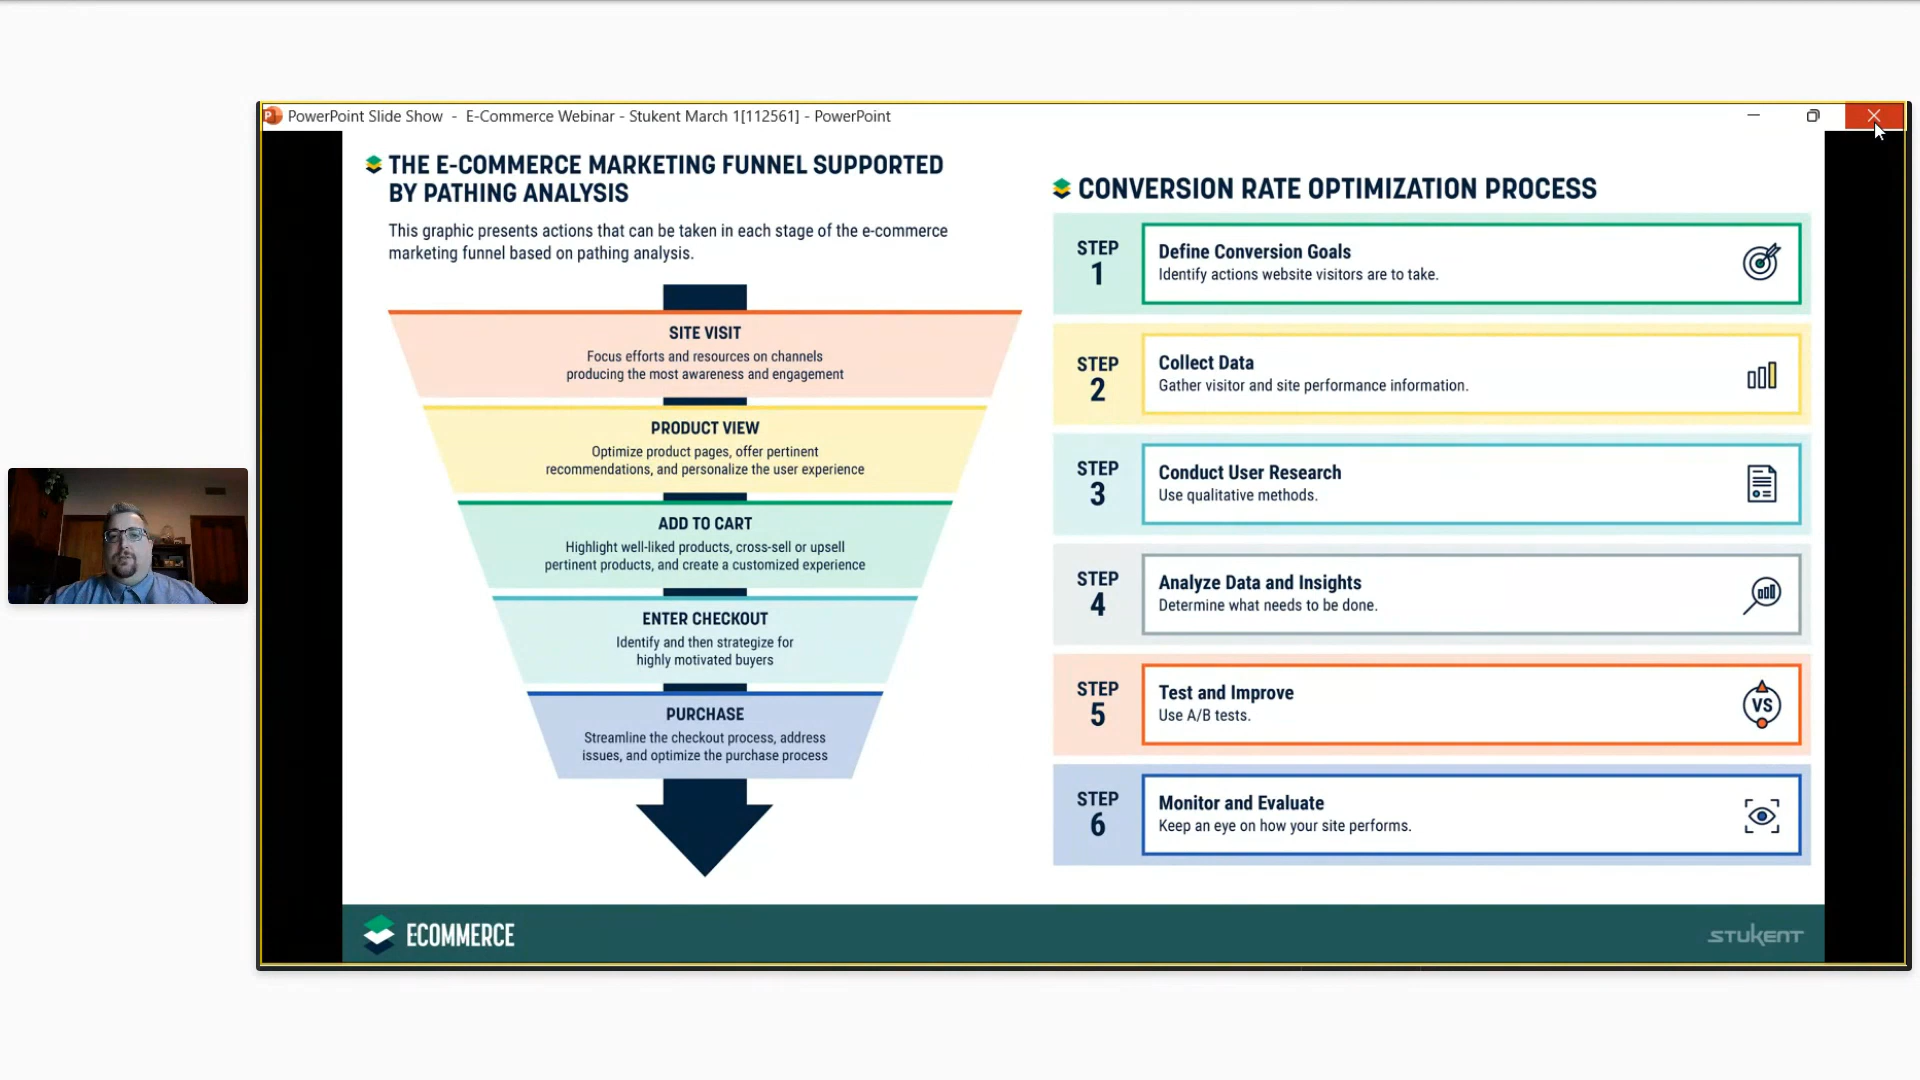 PowerPoint Slide Show - E-Commerce Webinar - Stukent March 1[112561] - PowerPoint
THE E-COMMERCE MARKETING FUNNEL SUPPORTED
BY PATHING ANALYSIS
This graphic presents actions that can be taken in each stage of the e-commerce
marketing funnel based on pathing analysis.
SITE VISIT
Focus efforts and resources on channels
producing the most awareness and engagement
PRODUCT VIEW
Optimize product pages, offer pertinent
recommendations, and personalize the user experience
ADD TO CART
Highlight well-liked products, cross-sell or upsell
pertinent products, and create a customized experience
ENTER CHECKOUT
Identify and then strategize for
highly motivated buyers
PURCHASE
Streamline the checkout process, address
issues, and optimize the purchase process
CONVERSION RATE OPTIMIZATION PROCESS
STEP
1
Define Conversion Goals
Identify actions website visitors are to take.
STEP
2
Collect Data
Gather visitor and site performance information.
STEP
3
Conduct User Research
Use qualitative methods.
STEP
4
Analyze Data and Insights
Determine what needs to be done.
STEP
5
Test and Improve
Use A/B tests.
VS
STEP
6
Monitor and Evaluate
Keep an eye on how your site performs.
ECOMMERCE
STUKENT